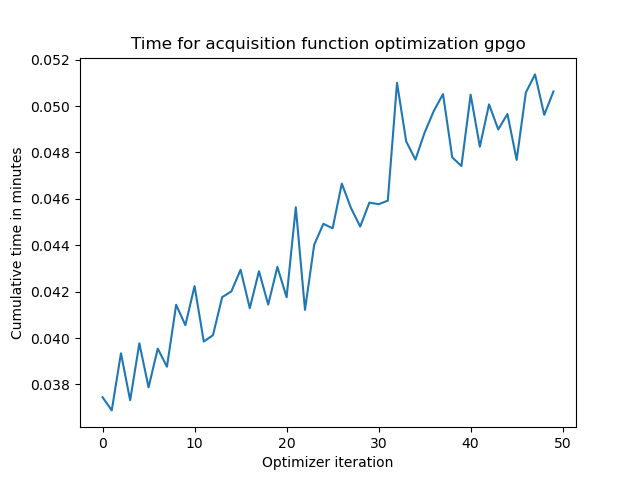 Time for acquisition function optimization gpgo
0.052
0.050
0.048
0.046
0.044
0.042
0.040
0.038
Cumulative time in minutes
0 10 20 30 40 50
Optimizer iteration